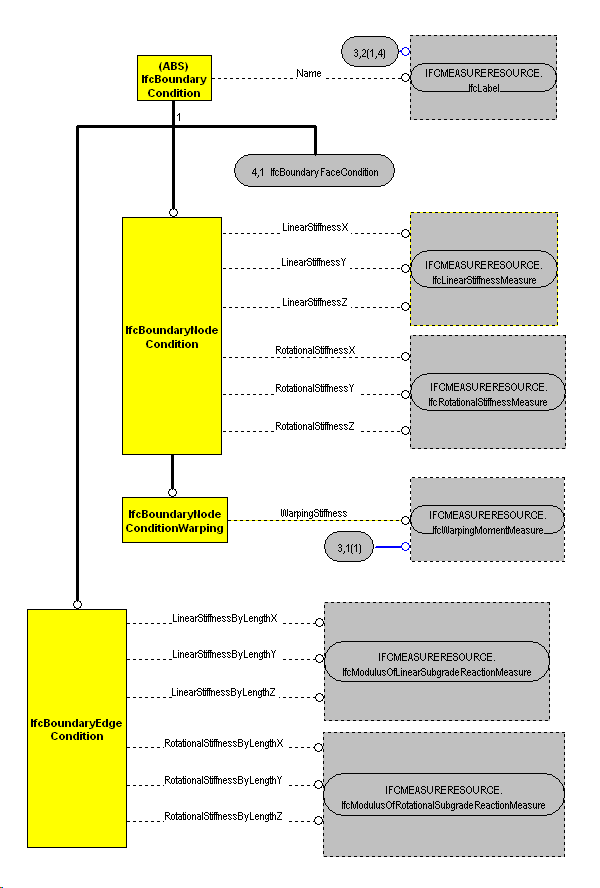 3,2(1,4)
(ABS)
IfcBoundary
Condition
Name
IFCMEASURERESOURCE.
IfcLabel
1
4,1 IfcBoundaryFaceCondition
LinearStiffnessX
LinearStiffnessY
IFCMEASURERESOURCE.
IfcLinearStiffnessMeasure
LinearStiffnessZ
IfcBoundaryNode
Condition
RotationalStiffnessX
RotationalStiffnessY
IFCMEASURERESOURCE.
IfcRotationalStiffnessMeasure
RotationalStiffnessZ
IfcBoundaryNode
ConditionWarping
WarpingStiffness
IFCMEASURERESOURCE.
IfcWarpingMomentMeasure
3,1(1)
LinearStiffnessByLengthX
LinearStiffnessByLengthY
IFCMEASURERESOURCE.
IfcModulusOfLinearSubgradeReactionMeasure
LinearStiffnessByLengthZ
IfcBoundaryEdge
Condition
RotationalStiffnessByLengthX
RotationalStiffnessByLengthY
IFCMEASURERESOURCE.
IfcModulusOfRotationalSubgradeReactionMeasure
RotationalStiffnessByLengthZ